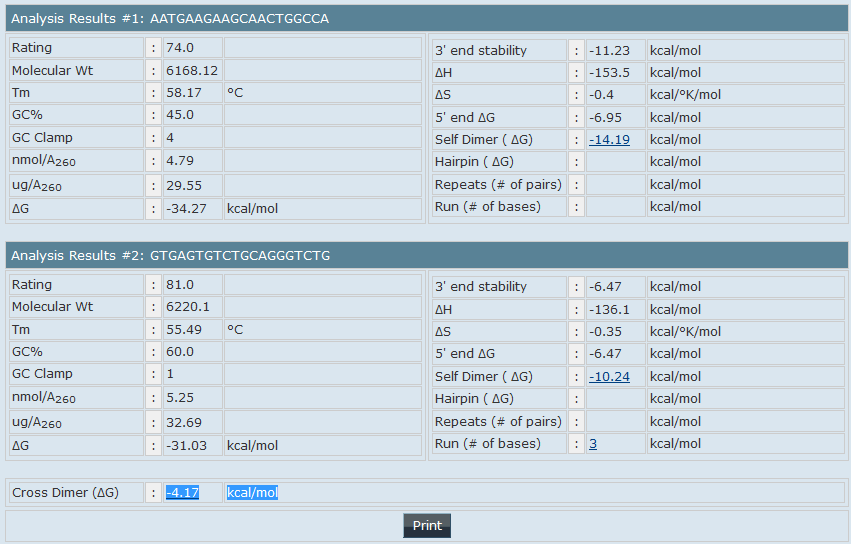 Analysis Results #1: AATGAAGAAGCAACTGGCCA
Rating : 74.0
Molecular Wt : 6168.12
Tm : 58.17 °C
GC% : 45.0
GC Clamp : 4
nmol/A260 : 4.79
ug/A260 : 29.55
ΔG : -34.27 kcal/mol
3' end stability : -11.23 kcal/mol
ΔH : -153.5 kcal/mol
ΔS : -0.4 kcal/°K/mol
5' end ΔG : -6.95 kcal/mol
Self Dimer ( ΔG) : -14.19 kcal/mol
Hairpin ( ΔG) : kcal/mol
Repeats (# of pairs) : kcal/mol
Run (# of bases) : kcal/mol
Analysis Results #2: GTGAGTGTCTGCAGGGTCTG
Rating : 81.0
Molecular Wt : 6220.1
Tm : 55.49 °C
GC% : 60.0
GC Clamp : 1
nmol/A260 : 5.25
ug/A260 : 32.69
ΔG : -31.03 kcal/mol
3' end stability : -6.47 kcal/mol
ΔH : -136.1 kcal/mol
ΔS : -0.35 kcal/°K/mol
5' end ΔG : -6.47 kcal/mol
Self Dimer ( ΔG) : -10.24 kcal/mol
Hairpin ( ΔG) : kcal/mol
Repeats (# of pairs) : kcal/mol
Run (# of bases) : 3 kcal/mol
Cross Dimer (ΔG) : -4.17 kcal/mol
Print